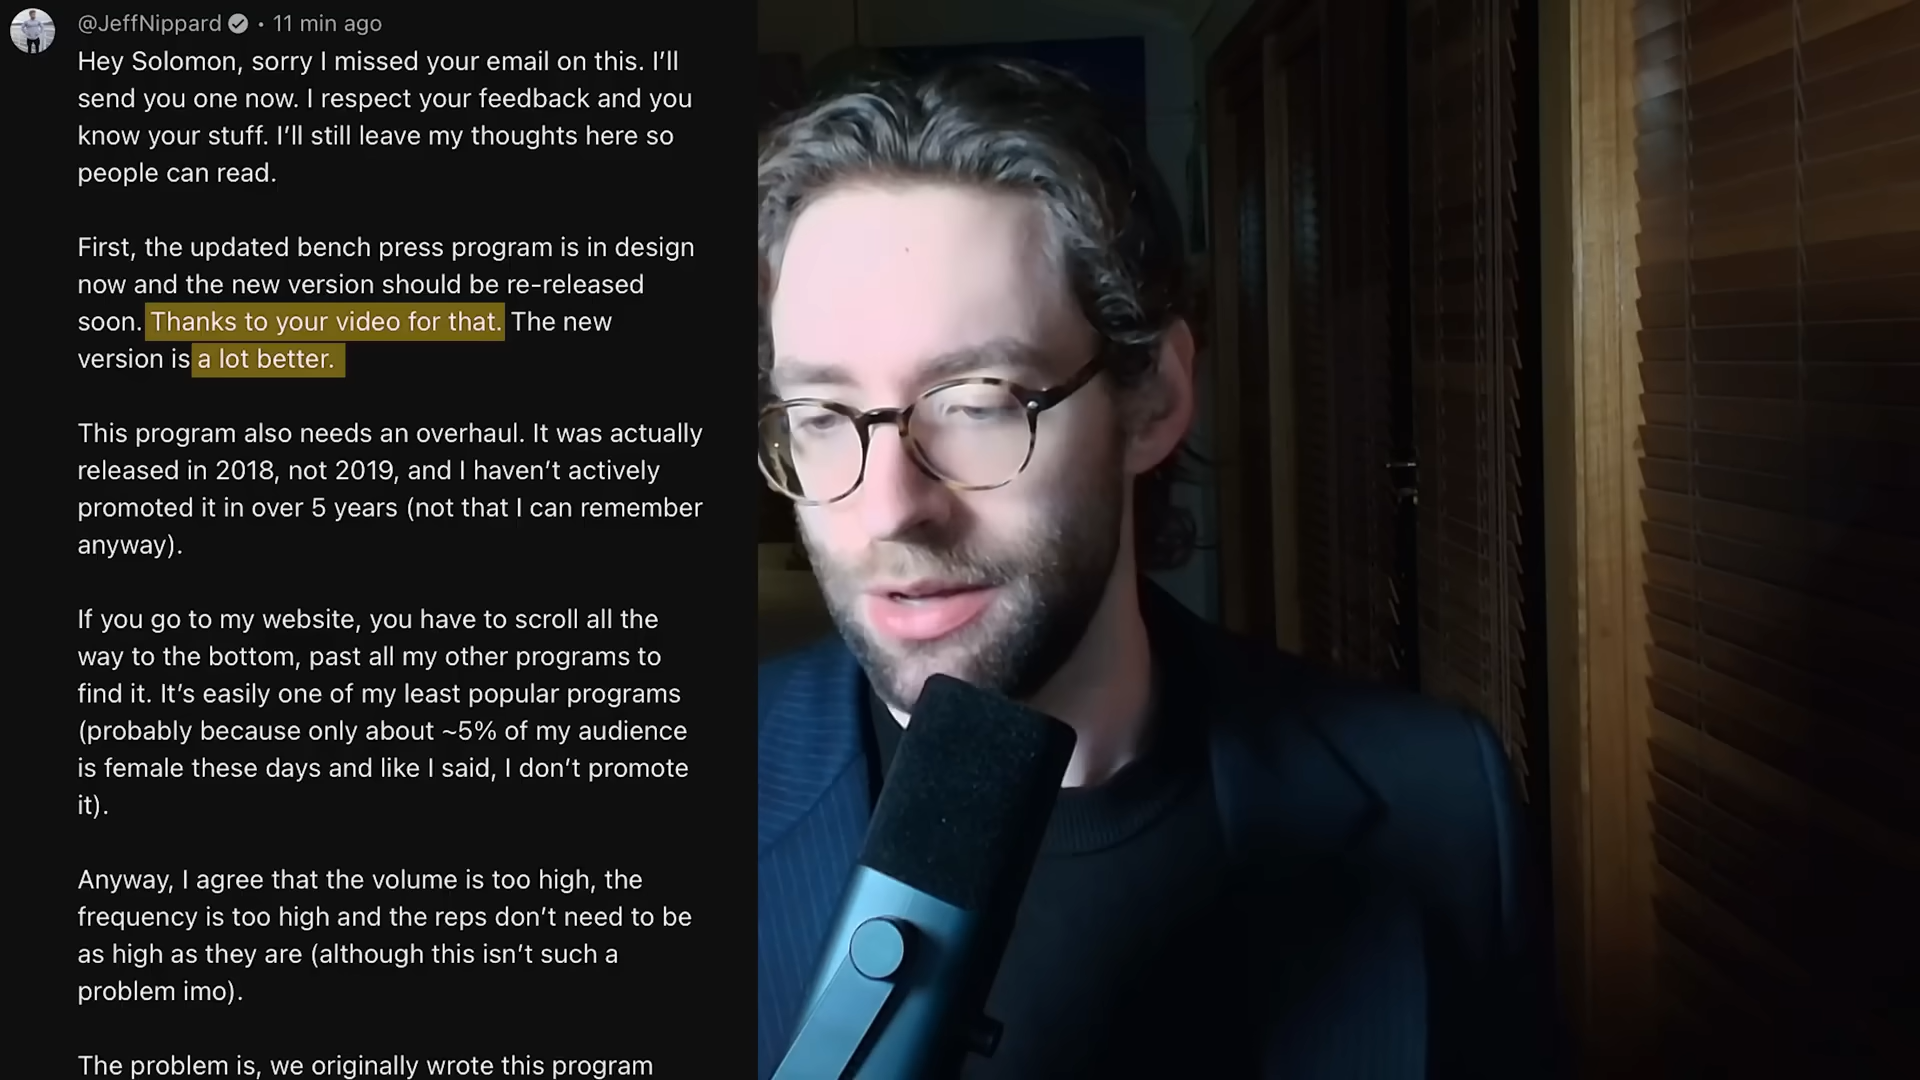 @JeffNippard • 11 min ago
Hey Solomon, sorry I missed your email on this. I’ll
send you one now. I respect your feedback and you
know your stuff. I’ll still leave my thoughts here so
people can read.
First, the updated bench press program is in design
now and the new version should be re-released
soon. Thanks to your video for that. The new
version is a lot better.
This program also needs an overhaul. It was actually
released in 2018, not 2019, and I haven’t actively
promoted it in over 5 years (not that I can remember
anyway).
If you go to my website, you have to scroll all the
way to the bottom, past all my other programs to
find it. It’s easily one of my least popular programs
(probably because only about ~5% of my audience
is female these days and like I said, I don’t promote
it).
Anyway, I agree that the volume is too high, the
frequency is too high and the reps don’t need to be
as high as they are (although this isn’t such a
problem imo).
The problem is, we originally wrote this program